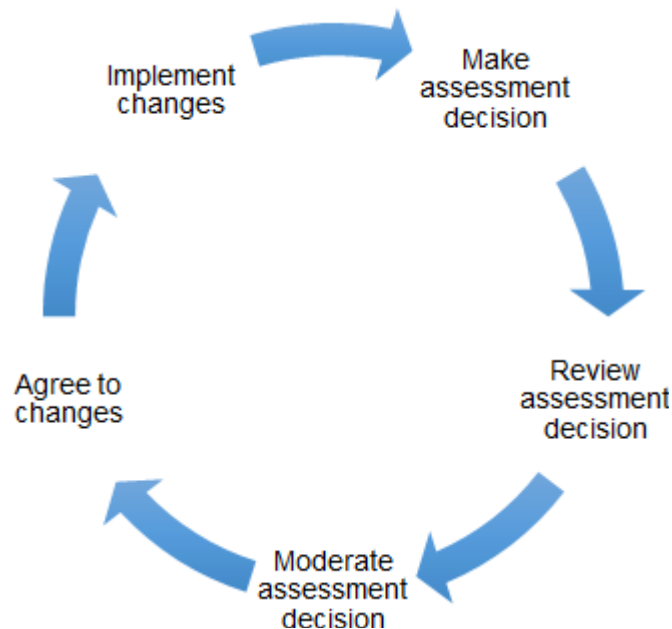 Implement
changes
Make
assessment
decision
Review
assessment
decision
Moderate
assessment
decision
Agree to
changes